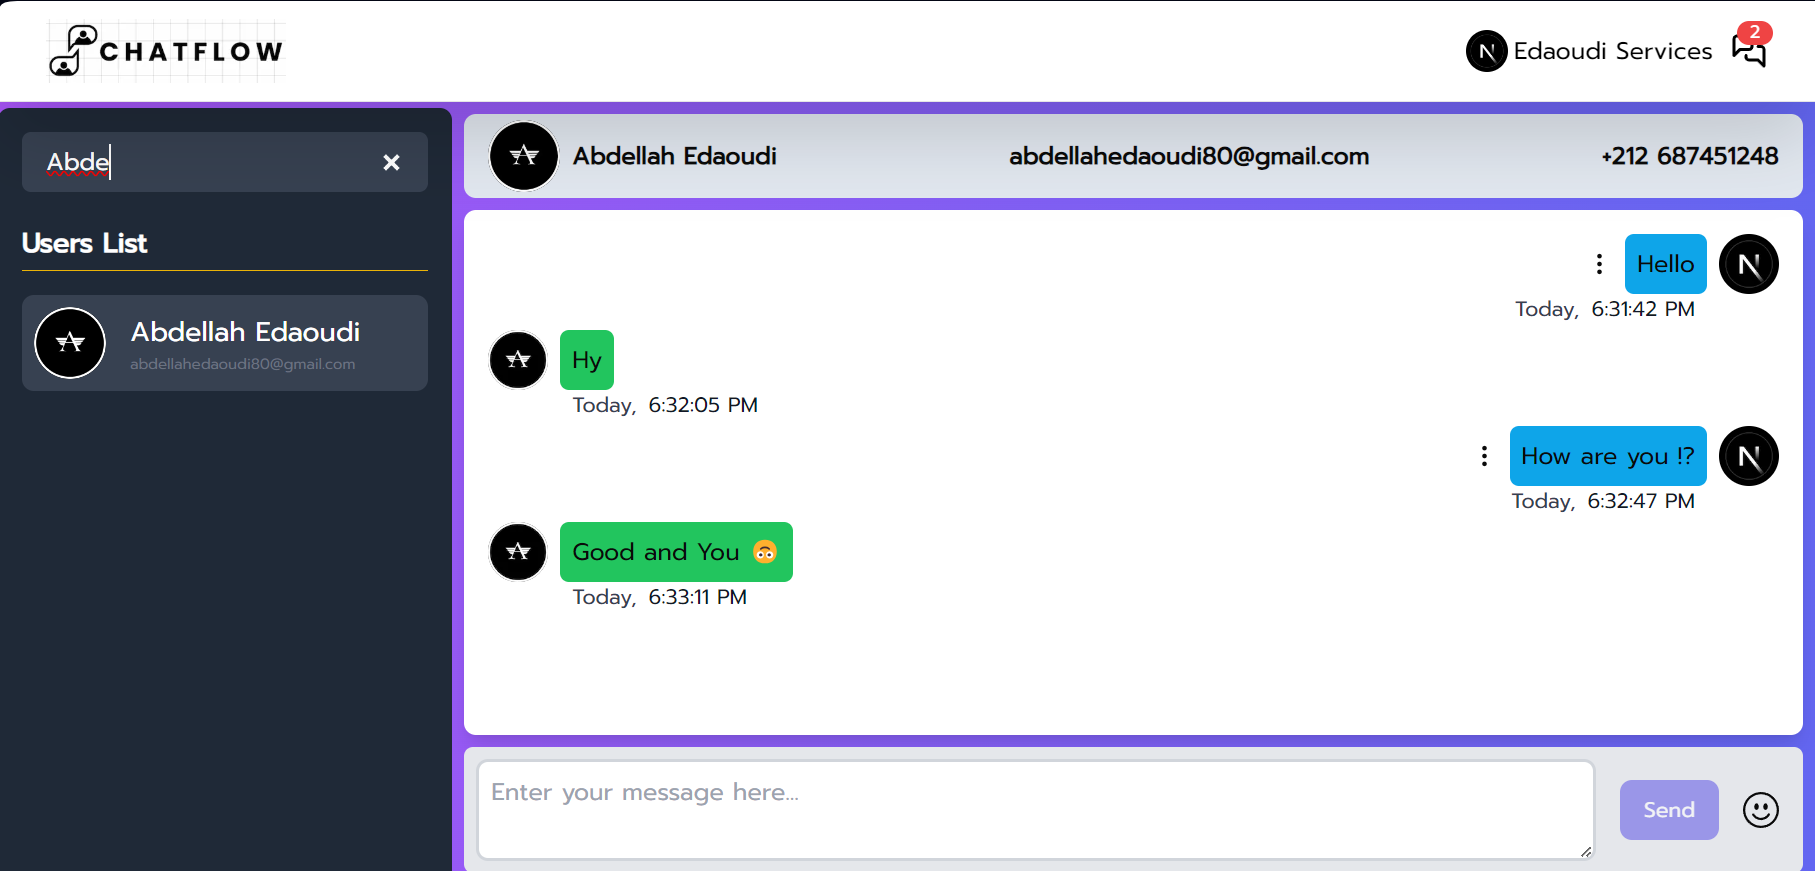 CHATFLOW
Edaoudi Services
2
Abde
Users List
Abdellah Edaoudi
abdellahedaoudi80@gmail.com
Abdellah Edaoudi abdellahedaoudi80@gmail.com +212 687451248
Hello
Today, 6:31:42 PM
Hy
Today, 6:32:05 PM
How are you !?
Today, 6:32:47 PM
Good and You 🙃
Today, 6:33:11 PM
Enter your message here...
Send